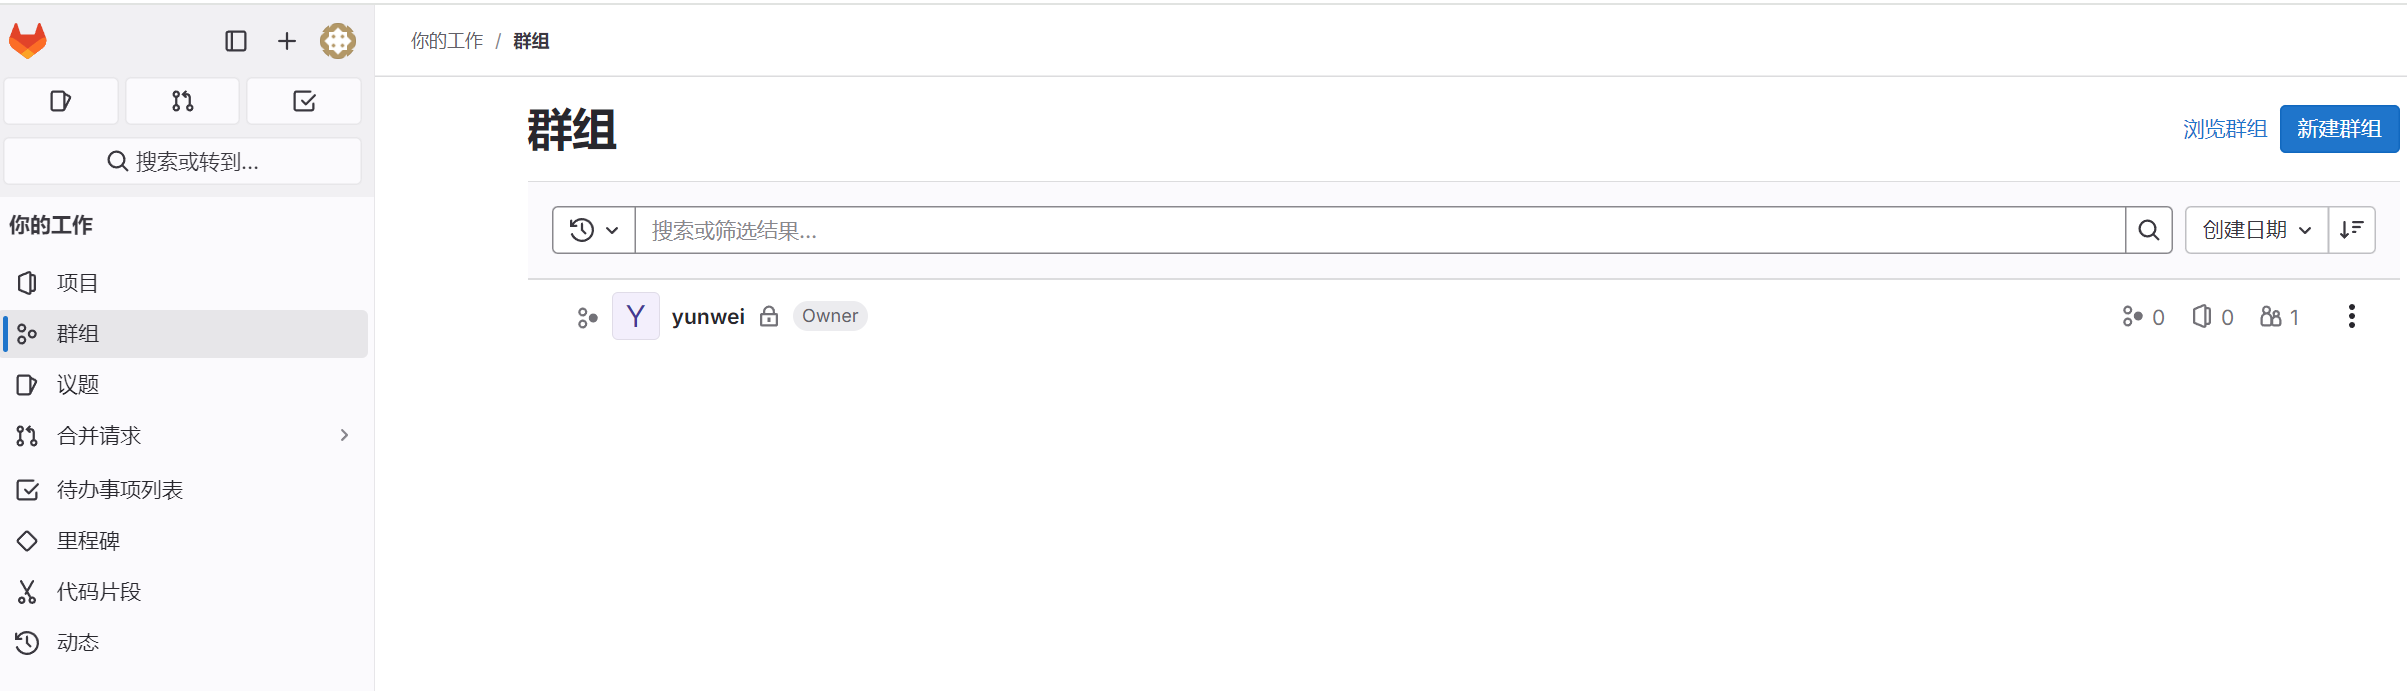 你的工作 / 群组
搜索或转到...
你的工作
项目
群组
议题
合并请求
待办事项列表
里程碑
代码片段
动态
群组
浏览群组 新建群组
搜索或筛选结果... 创建日期
Y yunwei Owner 0 0 1